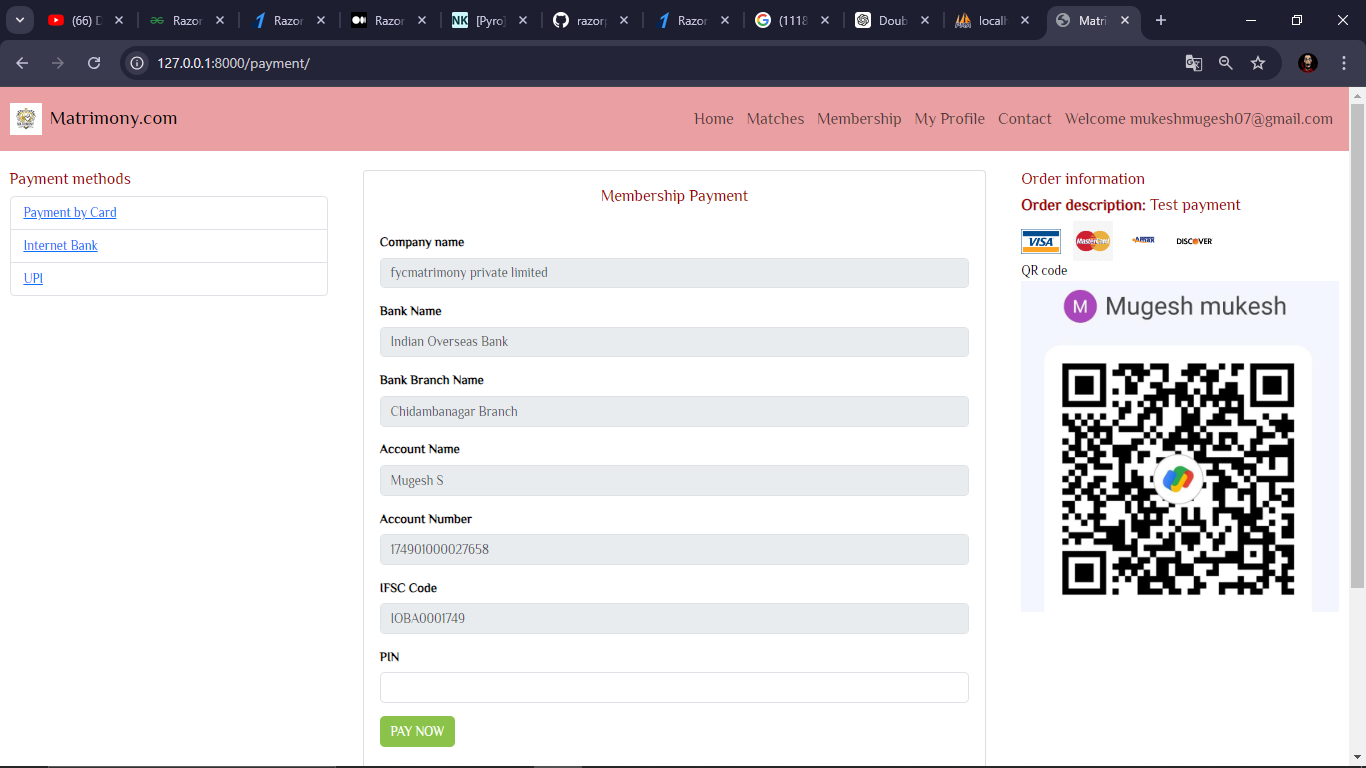 (66) D
Razor
Razor
Razor
[Pyro]
razorp
Razor
(1118
Doub
localh
Matri
127.0.0.1:8000/payment/
Matrimony.com
Home
Matches
Membership
My Profile
Contact
Welcome mukeshmugesh07@gmail.com
Payment methods
Payment by Card
Internet Bank
UPI
Membership Payment
Company name
fycmatrimony private limited
Bank Name
Indian Overseas Bank
Bank Branch Name
Chidambanagar Branch
Account Name
Mugesh S
Account Number
174901000027658
IFSC Code
IOBA0001749
PIN
PAY NOW
Order information
Order description: Test payment
VISA
MasterCard
DISCOVER
QR code
M
Mugesh mukesh